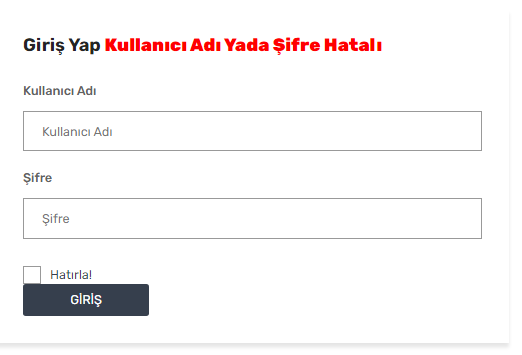 Giriş Yap Kullanıcı Adı Yada Şifre Hatalı
Kullanıcı Adı
Kullanıcı Adı
Şifre
Şifre
Hatırla!
GİRİŞ